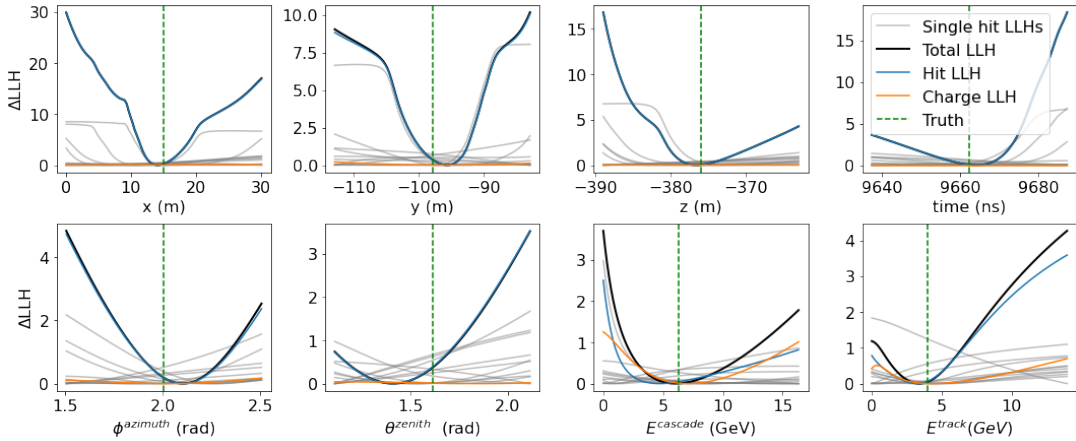 30
20
10
0
ΔLLH
0 10 20 30
x (m)
10.0
7.5
5.0
2.5
0.0
−100 −80
y (m)
15
10
5
0
−390 −380 −370
z (m)
15
10
5
0
9640 9660 9680
time (ns)
Single hit LLHs
Total LLH
Hit LLH
Charge LLH
Truth
4
2
0
ΔLLH
1.5 2.0 2.5
ϕ^azimuth (rad)
3
2
1
0
1.5 2.0
θ^zenith (rad)
3
2
1
0
0 5 10 15
E^cascade (GeV)
4
2
0
0 10
E^track(GeV)